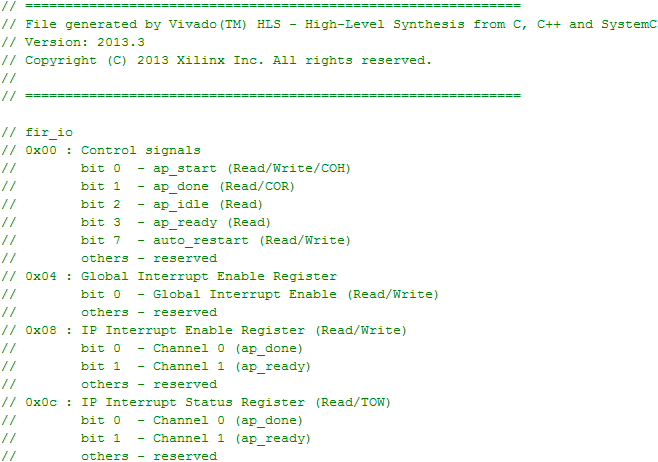 // ==============================================================
// File generated by Vivado(TM) HLS - High-Level Synthesis from C, C++ and SystemC
// Version: 2013.3
// Copyright (C) 2013 Xilinx Inc. All rights reserved.
//
// ==============================================================

// fir_io
// 0x00 : Control signals
//        bit 0  - ap_start (Read/Write/COH)
//        bit 1  - ap_done (Read/COR)
//        bit 2  - ap_idle (Read)
//        bit 3  - ap_ready (Read)
//        bit 7  - auto_restart (Read/Write)
//        others - reserved
// 0x04 : Global Interrupt Enable Register
//        bit 0  - Global Interrupt Enable (Read/Write)
//        others - reserved
// 0x08 : IP Interrupt Enable Register (Read/Write)
//        bit 0  - Channel 0 (ap_done)
//        bit 1  - Channel 1 (ap_ready)
//        others - reserved
// 0x0c : IP Interrupt Status Register (Read/TOW)
//        bit 0  - Channel 0 (ap_done)
//        bit 1  - Channel 1 (ap_ready)
//        others - reserved